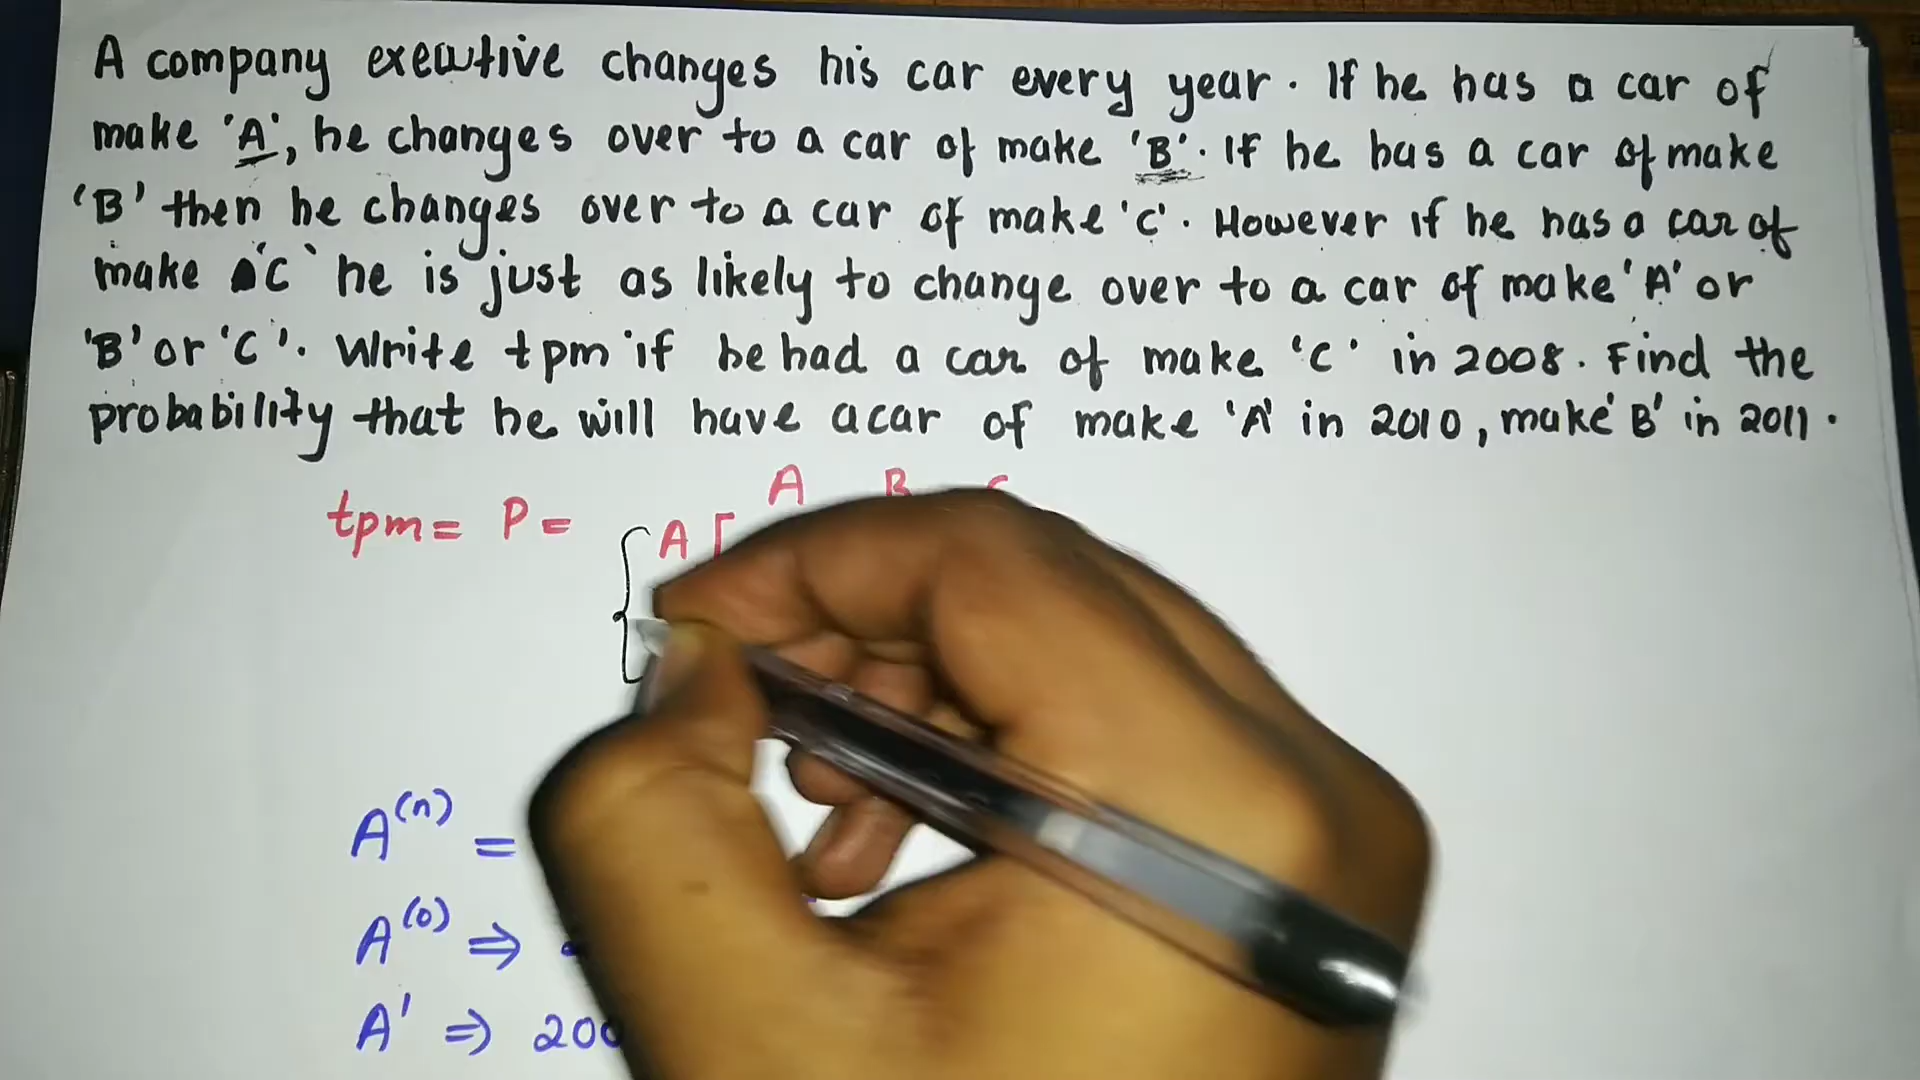 A company executive changes his car every year. If he has a car of
make 'A', he changes over to a car of make 'B'. If he has a car of make
'B' then he changes over to a car of make 'C'. However if he has a car of
make 'C' he is just as likely to change over to a car of make 'A' or
'B' or 'C'. Write tpm if he had a car of make 'C' in 2008. Find the
probability that he will have a car of make 'A' in 2010, make 'B' in 2011.
A B C
tpm = P = A [
A(n) =
A(0) ⇒
A' ⇒ 200